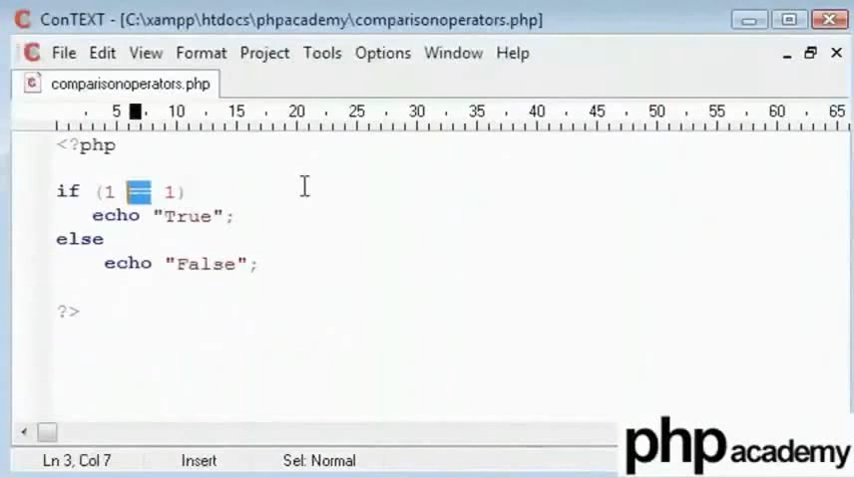 ConTEXT - [C:\xampp\htdocs\phpacademy\comparisonoperators.php]
File Edit View Format Project Tools Options Window Help
comparisonoperators.php
5 10 15 20 25 30 35 40 45 50 55 60 65
<?php
if (1 == 1)
echo "True";
else
echo "False";
?>
Ln 3, Col 7 Insert Sel: Normal
php academy